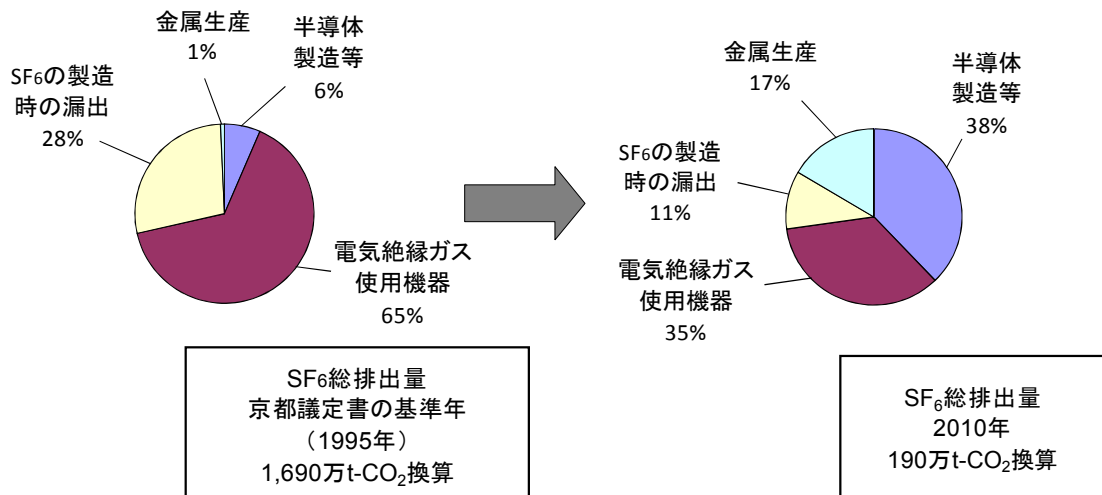 金属生産
1%
半導体
製造等
6%
SF6の製造
時の漏出
28%
電気絶縁ガス
使用機器
65%
SF6総排出量
京都議定書の基準年
（1995年）
1,690万t-CO2換算
金属生産
17%
半導体
製造等
38%
SF6の製造
時の漏出
11%
電気絶縁ガス
使用機器
35%
SF6総排出量
2010年
190万t-CO2換算